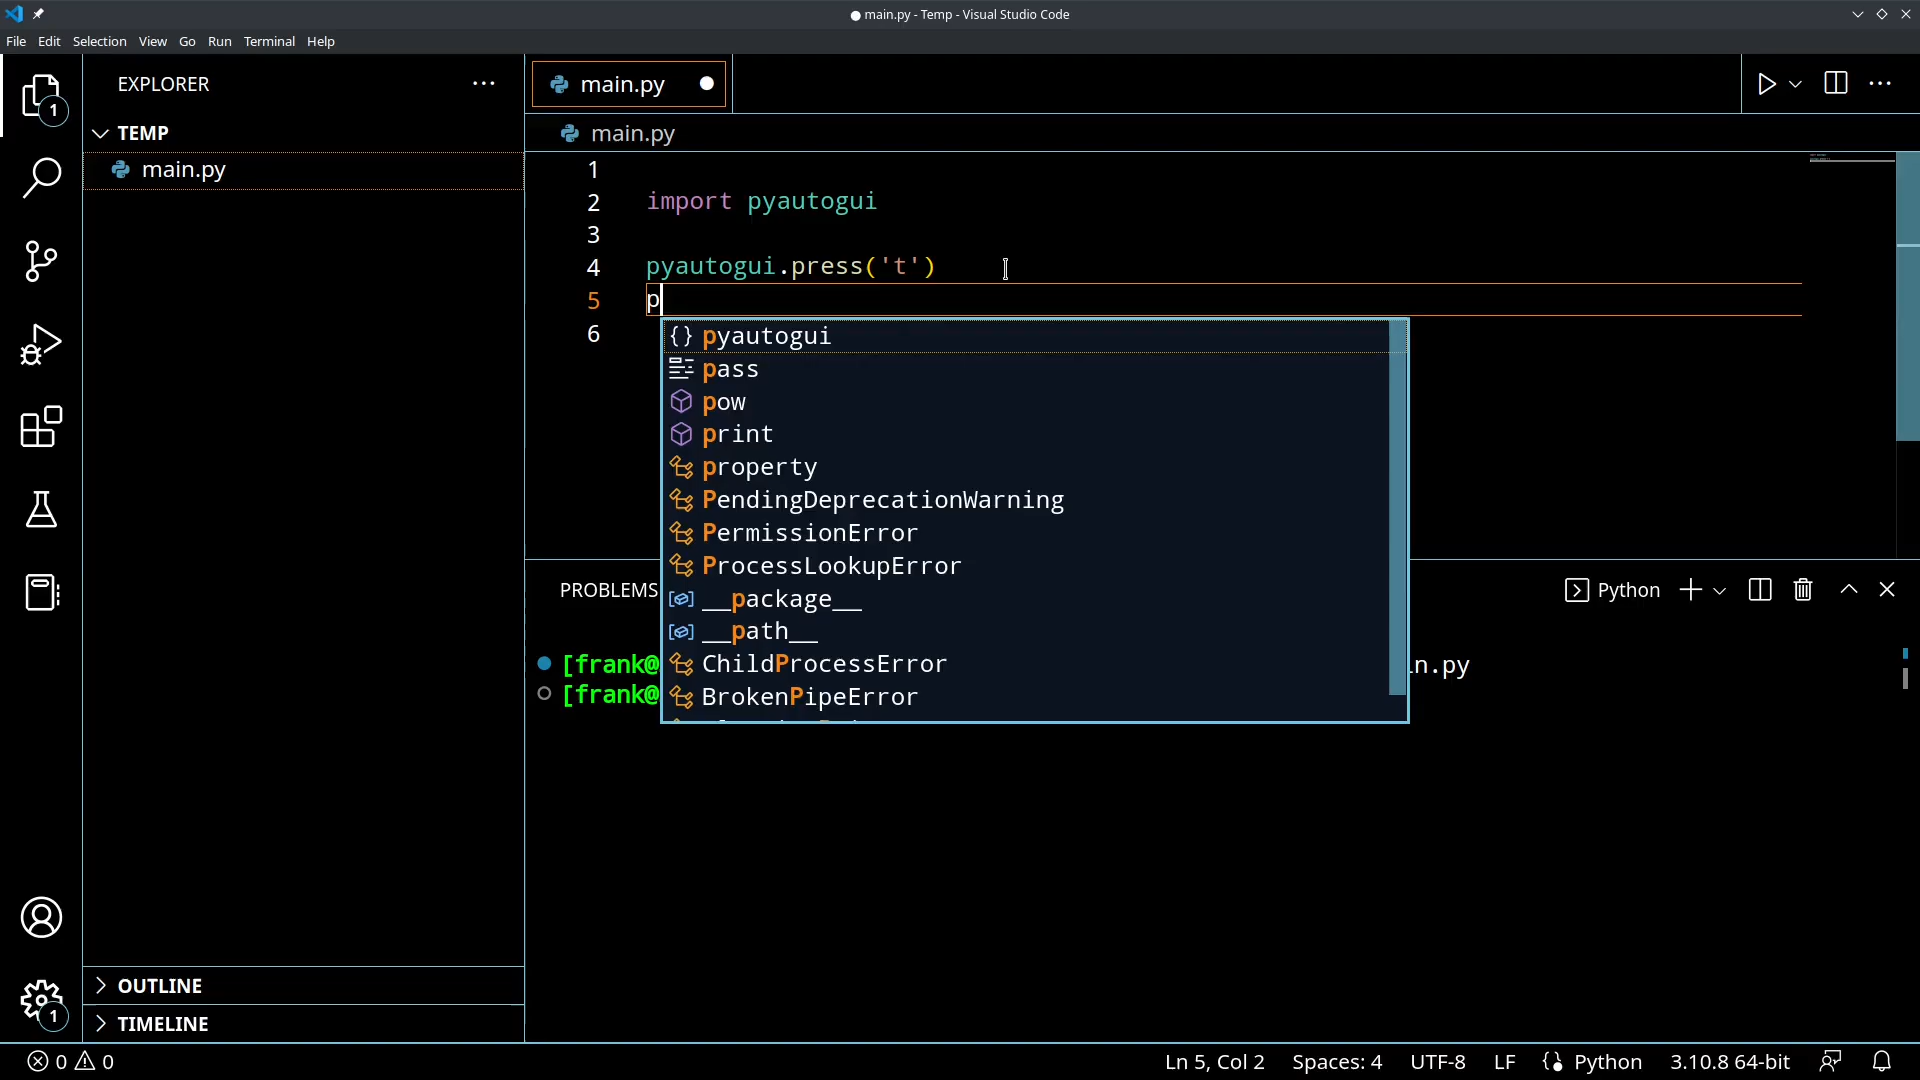 main.py - Temp - Visual Studio Code
File Edit Selection View Go Run Terminal Help
EXPLORER
TEMP
main.py
main.py
main.py
1
2 import pyautogui
3
4 pyautogui.press('t')
5 p
6
pyautogui
pass
pow
print
property
PendingDeprecationWarning
PermissionError
ProcessLookupError
__package__
__path__
ChildProcessError
BrokenPipeError
PROBLEMS
Python
[frank@ n.py
[frank@
1
OUTLINE
1
TIMELINE
0 0
Ln 5, Col 2 Spaces: 4 UTF-8 LF Python 3.10.8 64-bit